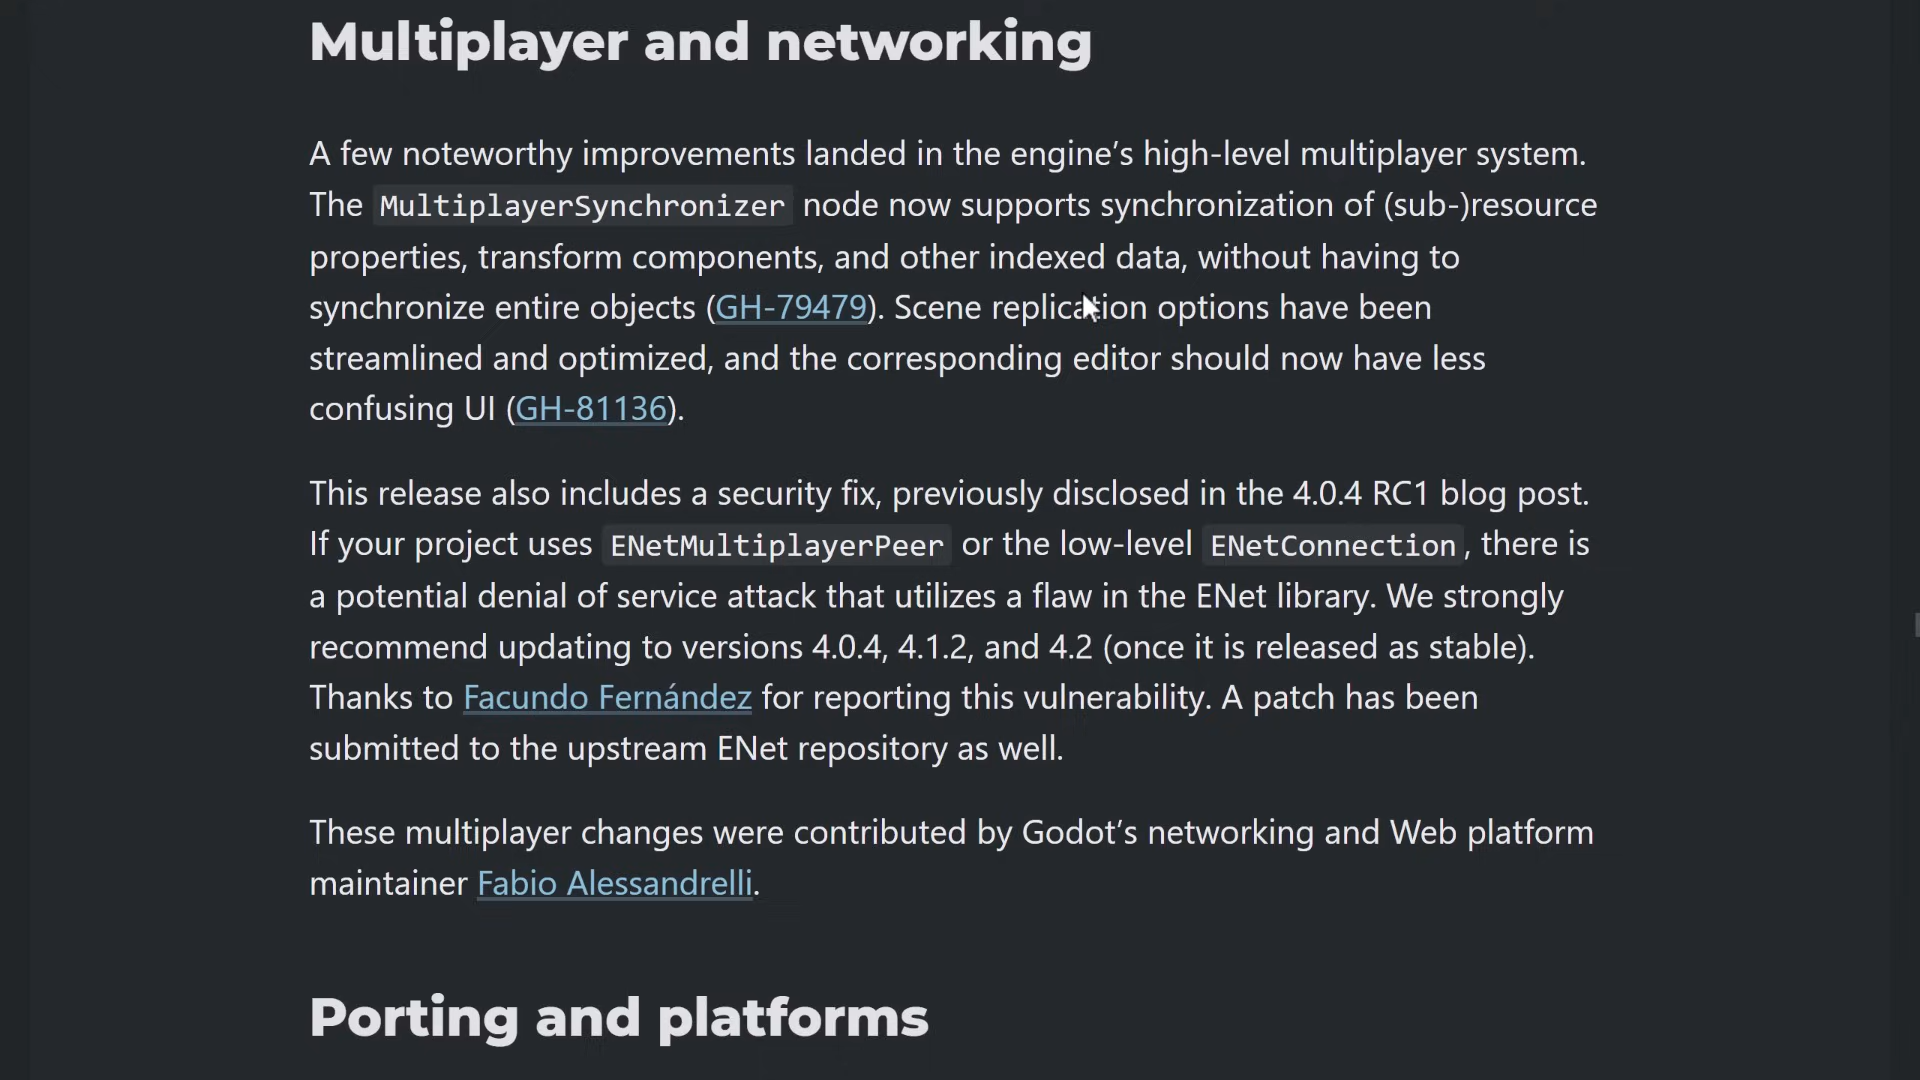 Multiplayer and networking
A few noteworthy improvements landed in the engine’s high-level multiplayer system.
The MultiplayerSynchronizer node now supports synchronization of (sub-)resource
properties, transform components, and other indexed data, without having to
synchronize entire objects (GH-79479). Scene replication options have been
streamlined and optimized, and the corresponding editor should now have less
confusing UI (GH-81136).
This release also includes a security fix, previously disclosed in the 4.0.4 RC1 blog post.
If your project uses ENetMultiplayerPeer or the low-level ENetConnection, there is
a potential denial of service attack that utilizes a flaw in the ENet library. We strongly
recommend updating to versions 4.0.4, 4.1.2, and 4.2 (once it is released as stable).
Thanks to Facundo Fernández for reporting this vulnerability. A patch has been
submitted to the upstream ENet repository as well.
These multiplayer changes were contributed by Godot’s networking and Web platform
maintainer Fabio Alessandrelli.
Porting and platforms